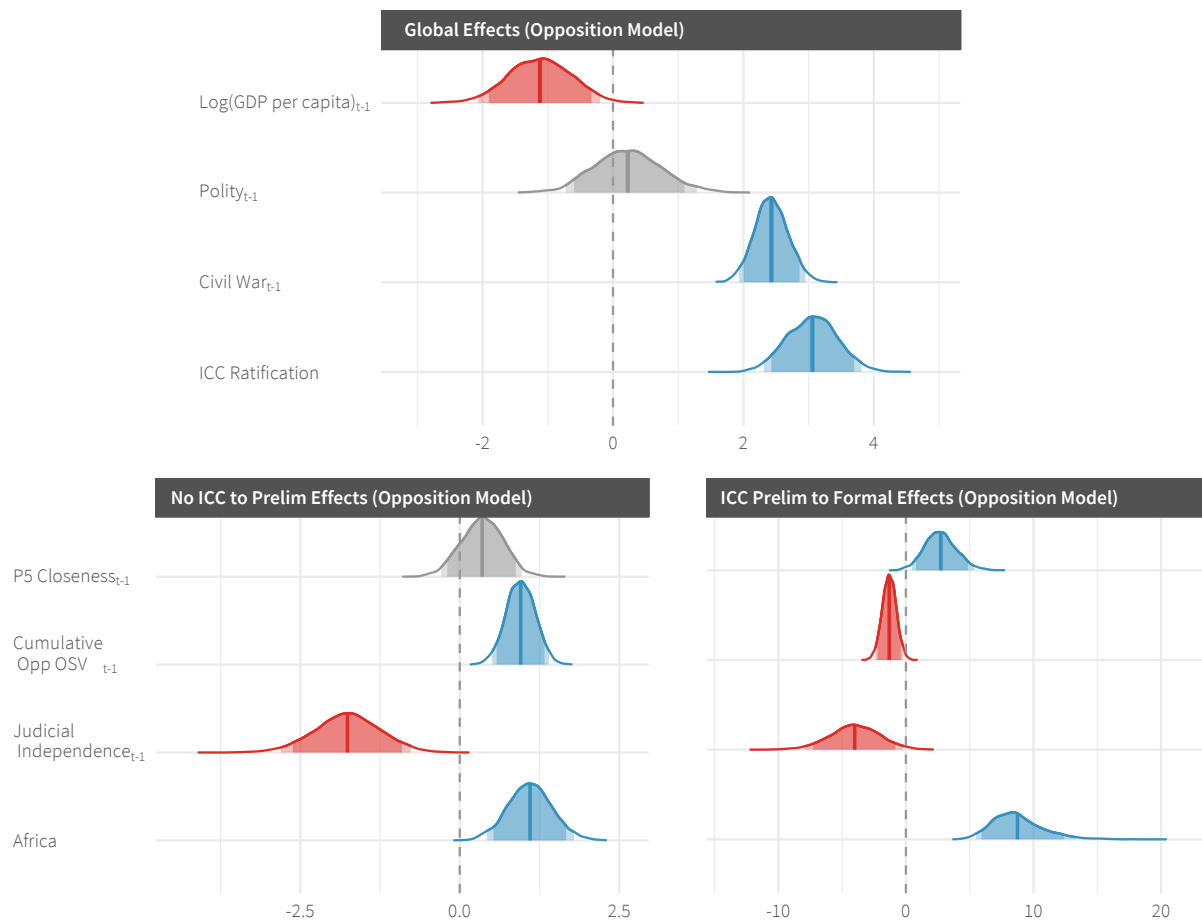 Global Effects (Opposition Model)
Log(GDP per capita)t-1
Polityt-1
Civil Wart-1
ICC Ratification
-2 0 2 4
No ICC to Prelim Effects (Opposition Model)
P5 Closenesst-1
Cumulative
Opp OSV t-1
Judicial
Independencet-1
Africa
-2.5 0.0 2.5
ICC Prelim to Formal Effects (Opposition Model)
-10 0 10 20